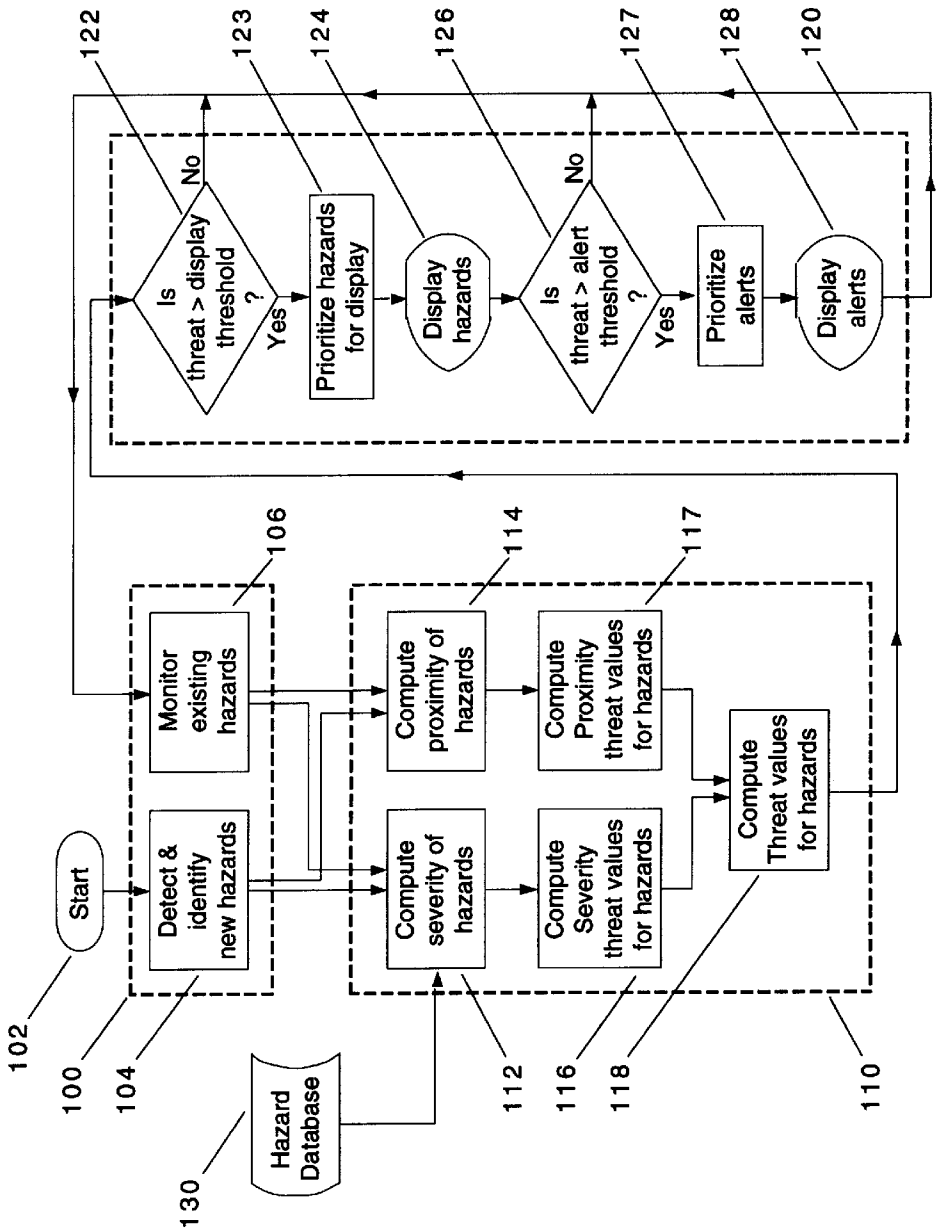 102
Start
100
104
Detect &
identify
new hazards
Monitor
existing
hazards
106
130
Hazard
Database
112
Compute
severity of
hazards
Compute
proximity of
hazards
114
116
Compute
Severity
threat values
for hazards
Compute
Proximity
threat values
for hazards
117
118
Compute
Threat values
for hazards
110
122
Is
threat > display
threshold
?
No
Yes
123
Prioritize hazards
for display
124
Display
hazards
126
Is
threat > alert
threshold
?
No
Yes
127
Prioritize
alerts
128
Display
alerts
120